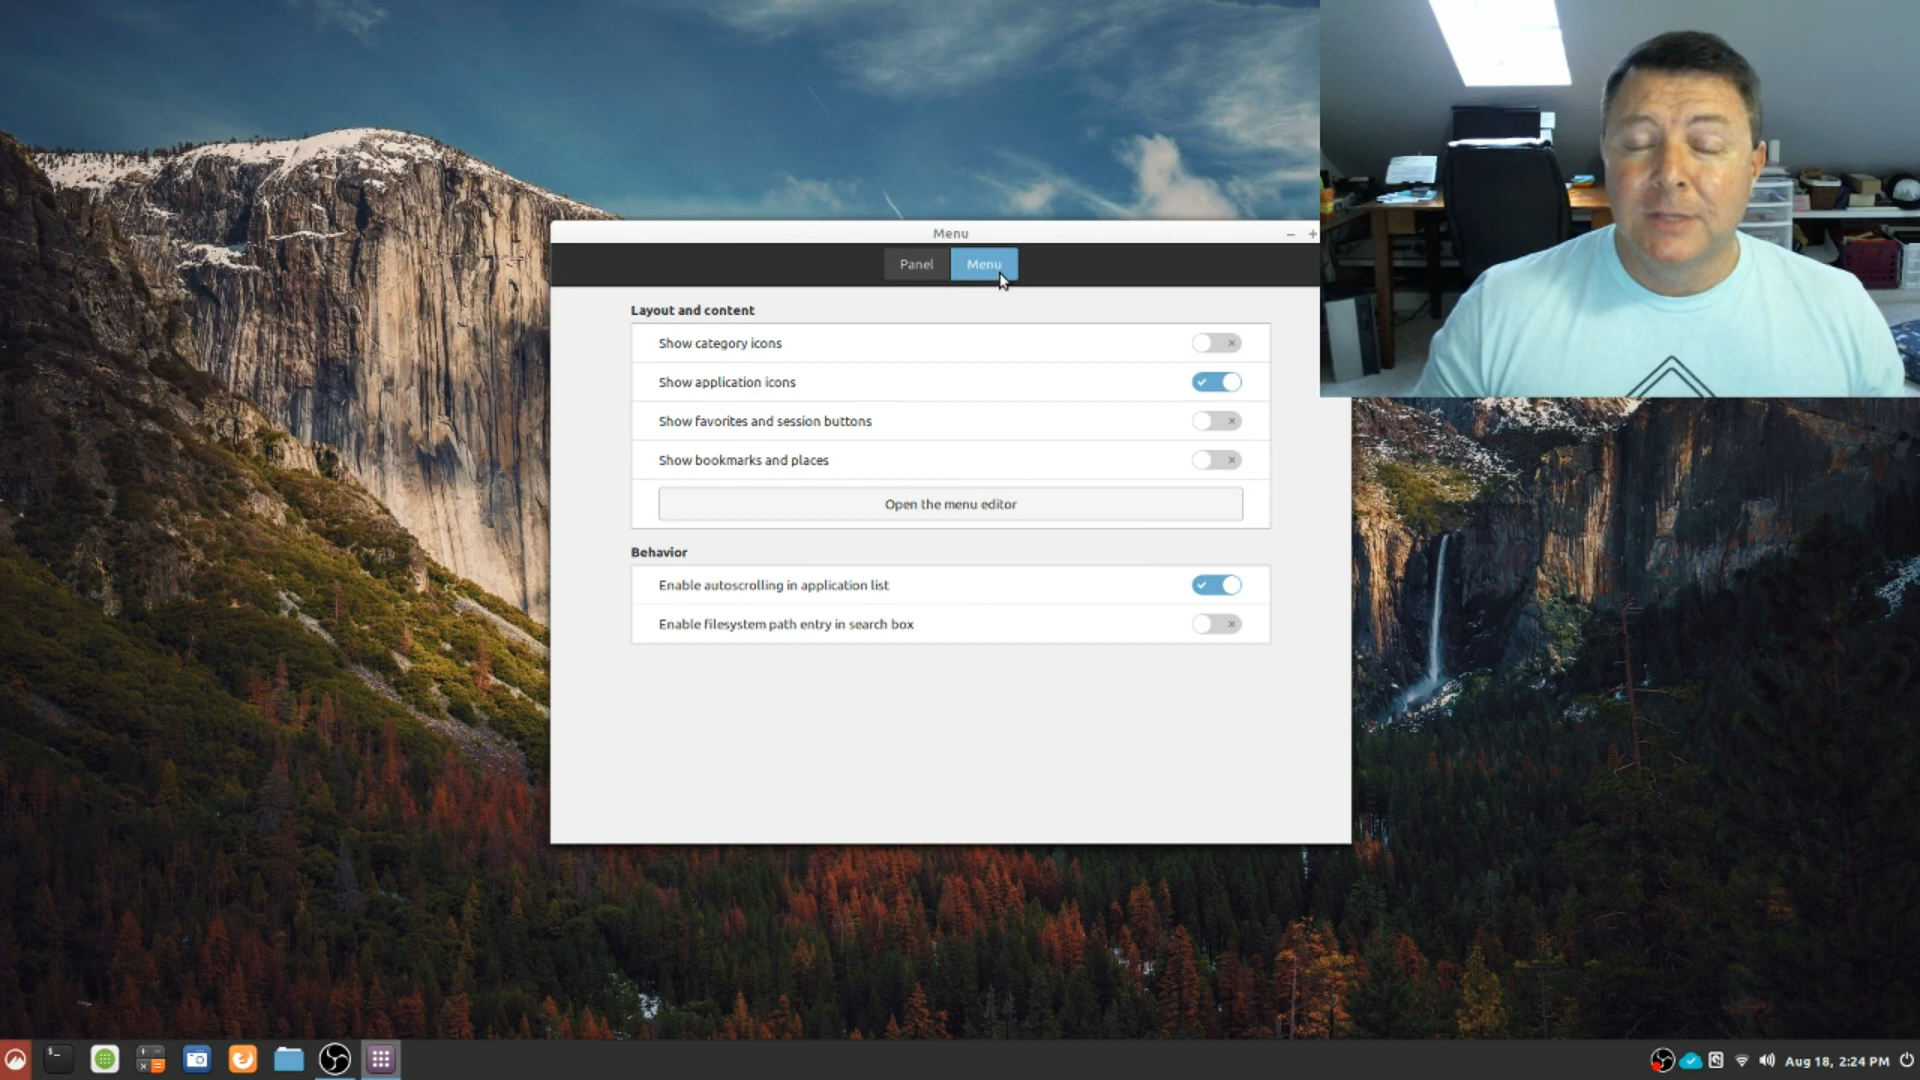 Menu
Panel
Menu
Layout and content
Show category icons
Show application icons
Show favorites and session buttons
Show bookmarks and places
Open the menu editor
Behavior
Enable autoscrolling in application list
Enable filesystem path entry in search box
Aug 18, 2:24 PM